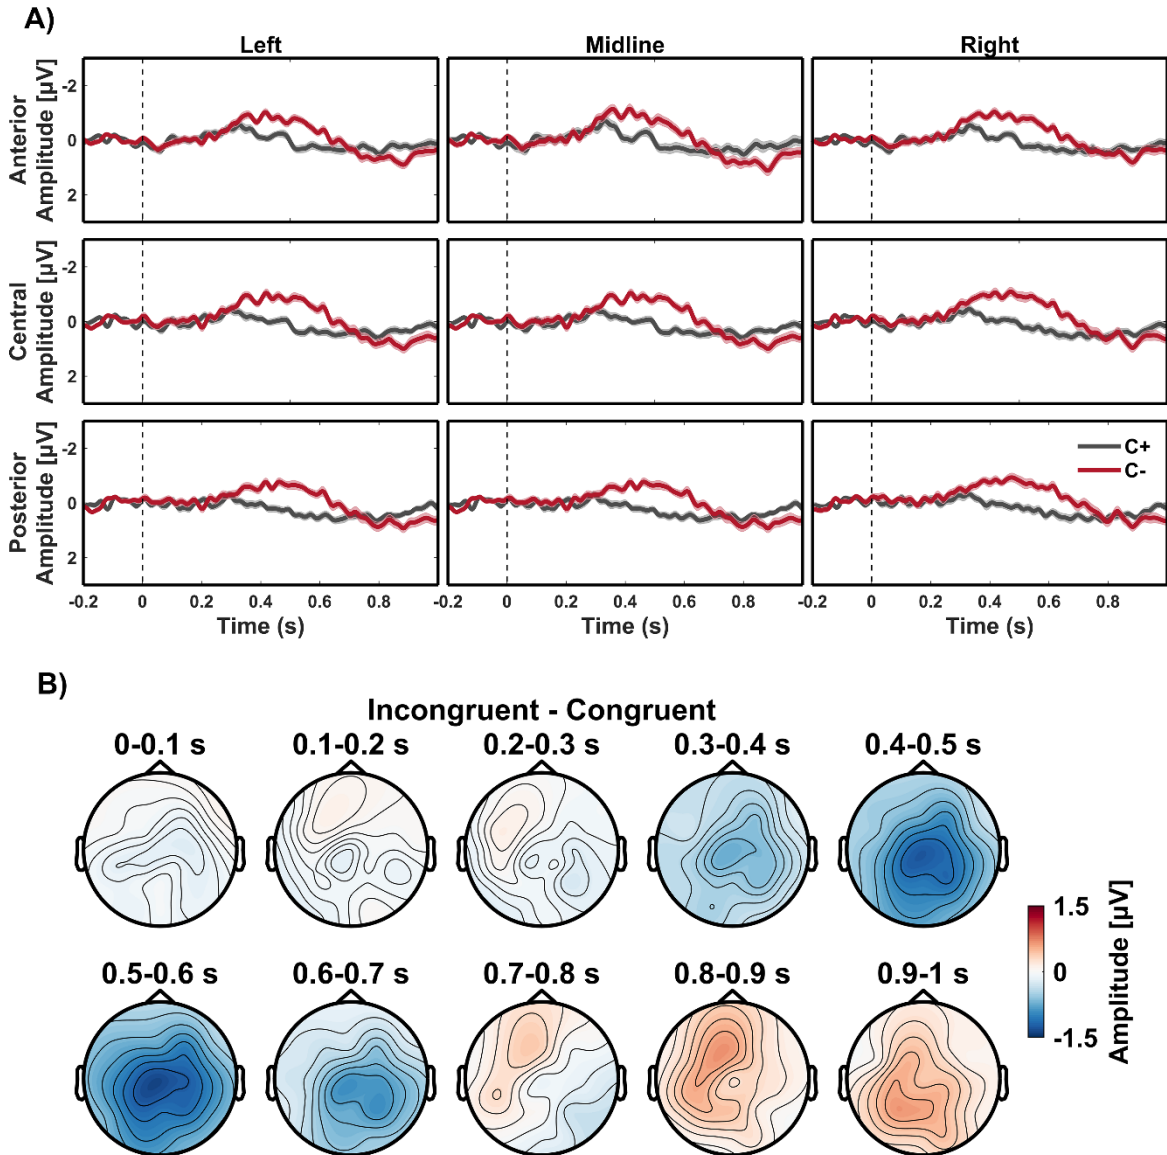 A)
Left Midline Right
Anterior
Amplitude [µV]
-2
0
2
Central
Amplitude [µV]
-2
0
2
Posterior
Amplitude [µV]
-2
0
2
C+
C-
-0.2 0 0.2 0.4 0.6 0.8 -0.2 0 0.2 0.4 0.6 0.8 -0.2 0 0.2 0.4 0.6 0.8
Time (s) Time (s) Time (s)
B)
Incongruent - Congruent
0-0.1 s 0.1-0.2 s 0.2-0.3 s 0.3-0.4 s 0.4-0.5 s
0.5-0.6 s 0.6-0.7 s 0.7-0.8 s 0.8-0.9 s 0.9-1 s
1.5
0
-1.5
Amplitude [µV]